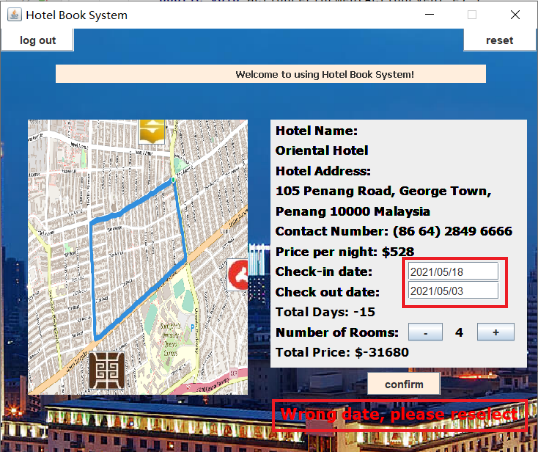 Hotel Book System
log out
reset
Welcome to using Hotel Book System!
Hotel Name:
Oriental Hotel
Hotel Address:
105 Penang Road, George Town,
Penang 10000 Malaysia
Contact Number: (86 64) 2849 6666
Price per night: $528
Check-in date: 2021/05/18
Check out date: 2021/05/03
Total Days: -15
Number of Rooms: - 4 +
Total Price: $-31680
confirm
Wrong date, please reselect